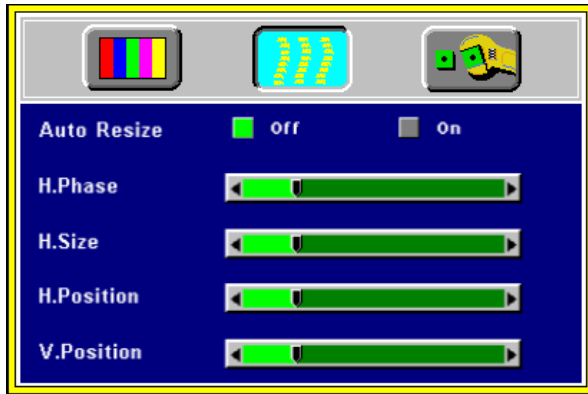 Auto Resize Off On
H.Phase
H.Size
H.Position
V.Position